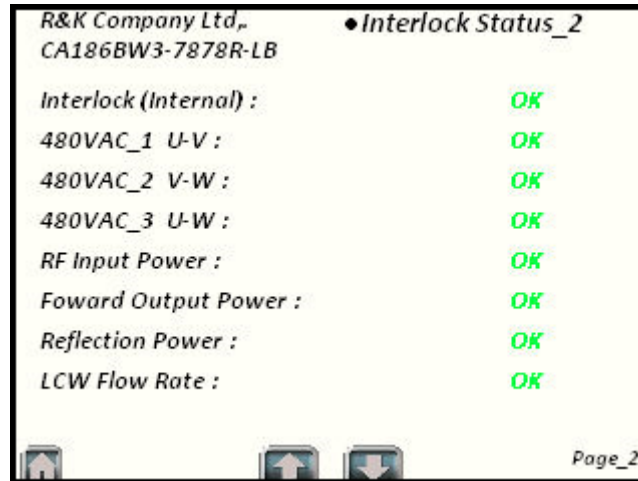 R&K Company Ltd,.
●Interlock Status_2
CA186BW3-7878R-LB
Interlock (Internal) : OK
480VAC_1 U-V : OK
480VAC_2 V-W : OK
480VAC_3 U-W : OK
RF Input Power : OK
Foward Output Power : OK
Reflection Power : OK
LCW Flow Rate : OK
Page_2